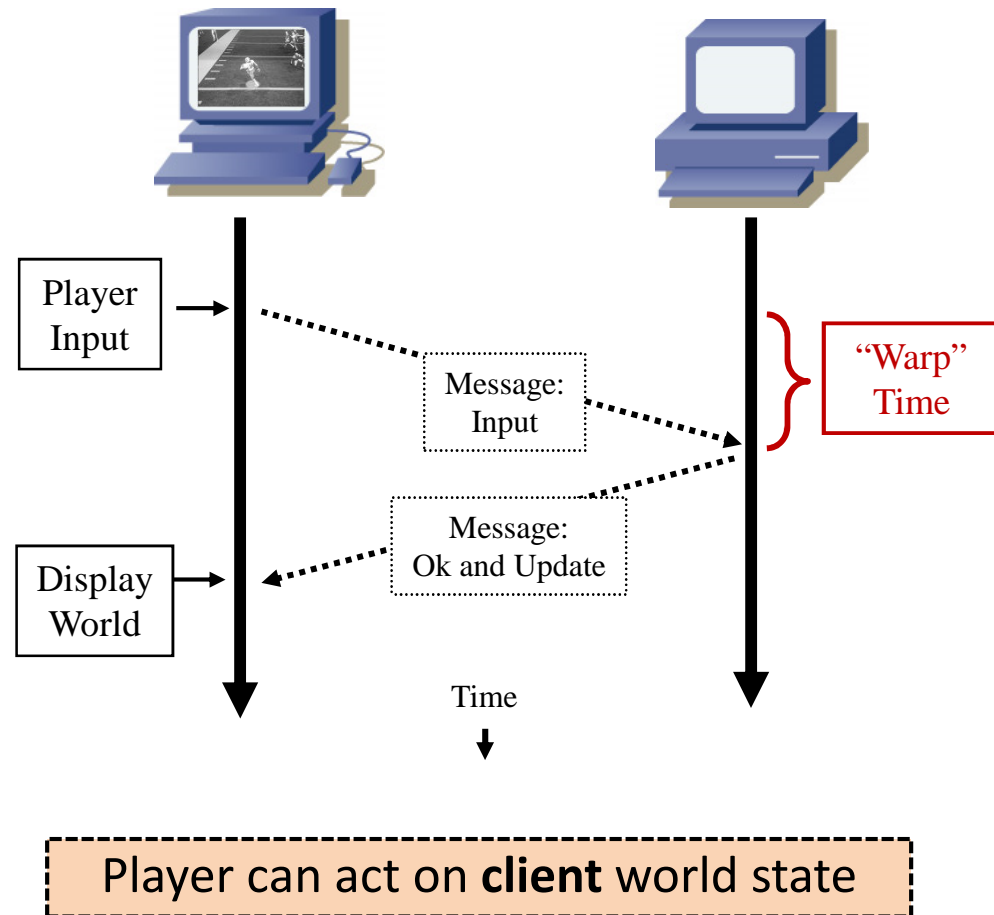 Player
Input
Message:
Input
“Warp”
Time
Message:
Ok and Update
Display
World
Time
Player can act on client world state